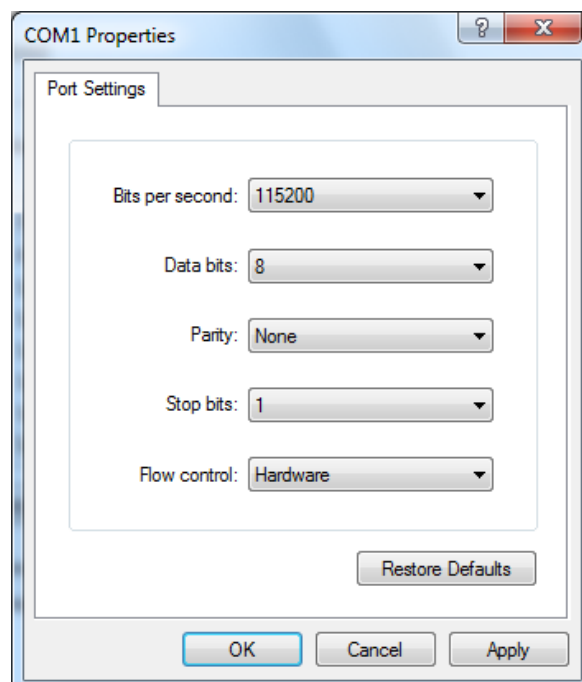 COM1 Properties
Port Settings
Bits per second: 115200
Data bits: 8
Parity: None
Stop bits: 1
Flow control: Hardware
Restore Defaults
OK Cancel Apply